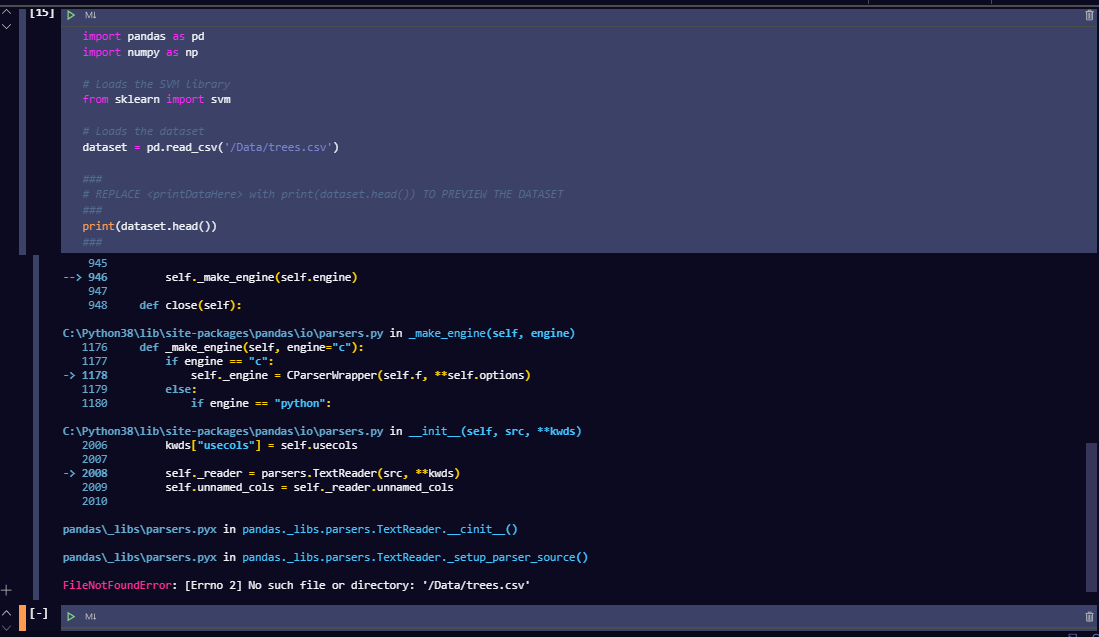 [15]
M↓
import pandas as pd
import numpy as np
# Loads the SVM library
from sklearn import svm
# Loads the dataset
dataset = pd.read_csv('/Data/trees.csv')
###
# REPLACE <printDataHere> with print(dataset.head()) TO PREVIEW THE DATASET
###
print(dataset.head())
###
945
--> 946         self._make_engine(self.engine)
947
948     def close(self):
C:\Python38\lib\site-packages\pandas\io\parsers.py in _make_engine(self, engine)
1176     def _make_engine(self, engine="c"):
1177         if engine == "c":
-> 1178             self._engine = CParserWrapper(self.f, **self.options)
1179         else:
1180             if engine == "python":
C:\Python38\lib\site-packages\pandas\io\parsers.py in __init__(self, src, **kwds)
2006         kwds["usecols"] = self.usecols
2007
-> 2008         self._reader = parsers.TextReader(src, **kwds)
2009         self.unnamed_cols = self._reader.unnamed_cols
2010
pandas\_libs\parsers.pyx in pandas._libs.parsers.TextReader.__cinit__()
pandas\_libs\parsers.pyx in pandas._libs.parsers.TextReader._setup_parser_source()
FileNotFoundError: [Errno 2] No such file or directory: '/Data/trees.csv'
[-]
M↓